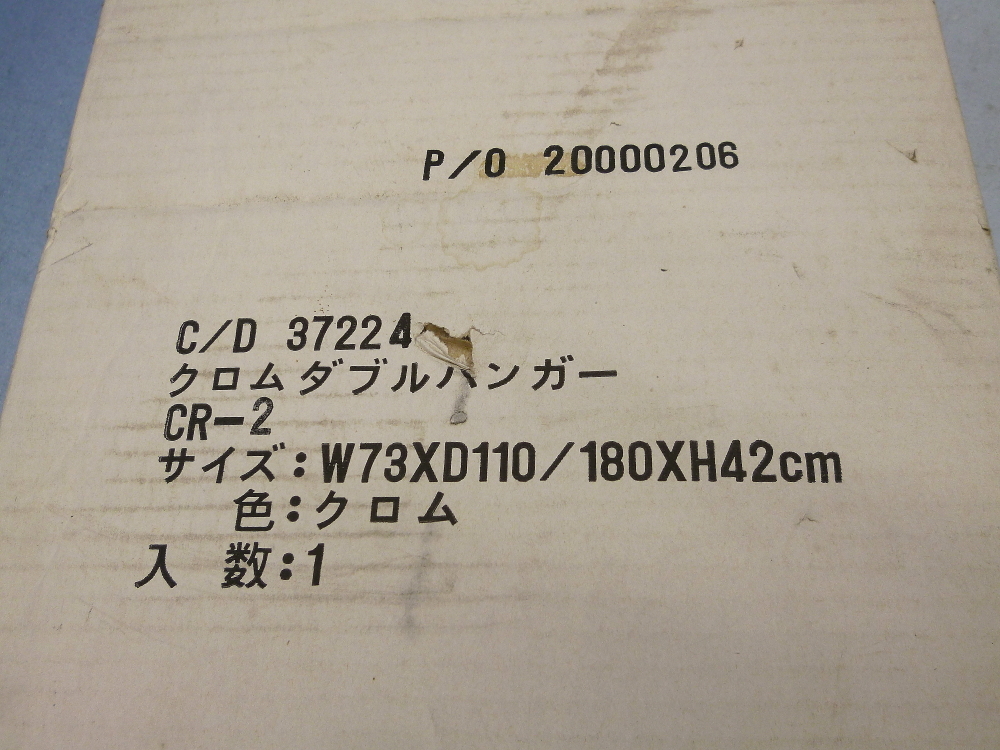 P/O 20000206
C/D 37224
クロムダブルハンガー
CR-2
サイズ:W73XD110/180XH42cm
色:クロム
入数:1